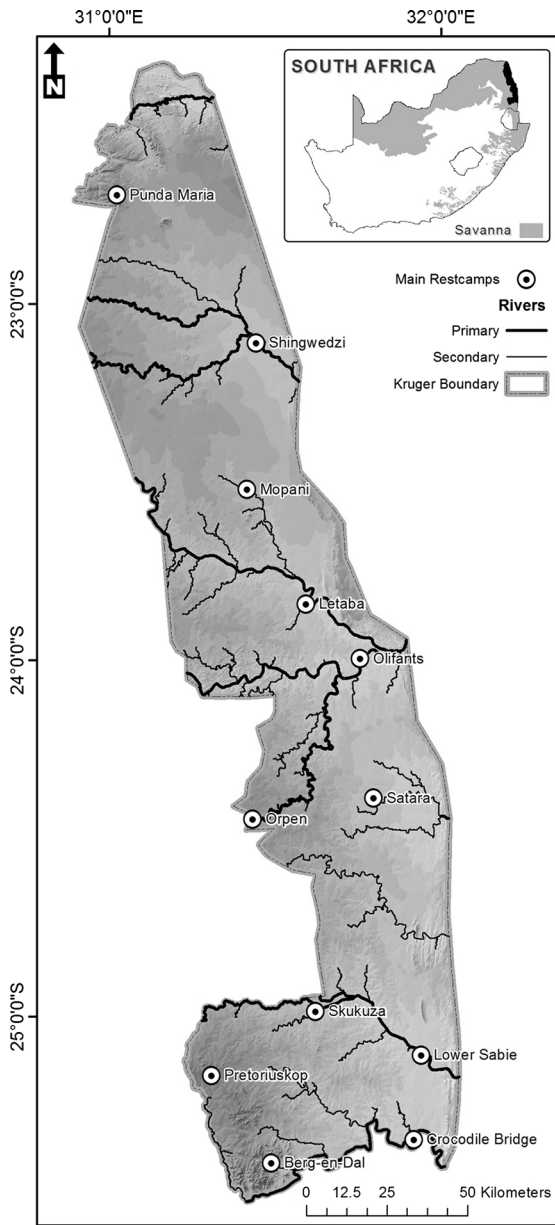 31°0'0"E
32°0'0"E
N
SOUTH AFRICA
Savanna
Punda Maria
Main Restcamps
Rivers
23°0'0"S
Primary
Shingwedzi
Secondary
Kruger Boundary
Mopani
Letaba
Olifants
24°0'0"S
Satara
Orpen
25°0'0"S
Skukuza
Lower Sabie
Pretoriuskop
Crocodile Bridge
Berg-en-Dal
0 12.5 25 50 Kilometers